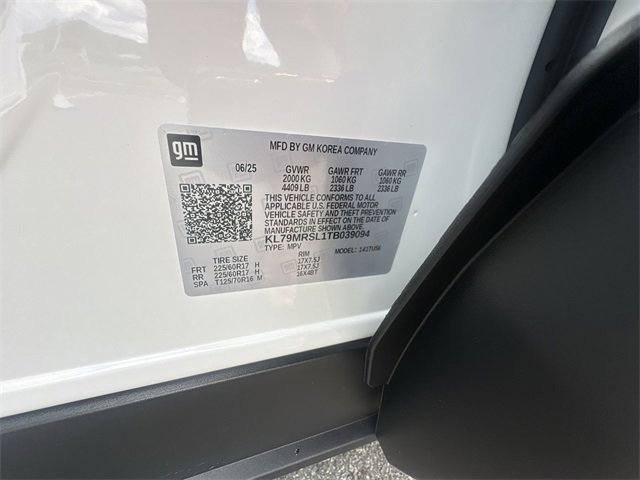 gm
MFD BY GM KOREA COMPANY
06/25 GVWR GAWR FRT GAWR RR
2000 KG 1060 KG 1060 KG
4409 LB 2336 LB 2336 LB
THIS VEHICLE CONFORMS TO ALL
APPLICABLE U.S. FEDERAL MOTOR
VEHICLE SAFETY AND THEFT PREVENTION
STANDARDS IN EFFECT ON THE DATE OF
MANUFACTURE SHOWN ABOVE.
KL79MRSL1TB039094
TYPE: MPV MODEL: 141TU56
TIRE SIZE RIM
FRT 225/60R17 H 17X7.5J
RR 225/60R17 H 17X7.5J
SPA T125/70R16 M 16X4BT